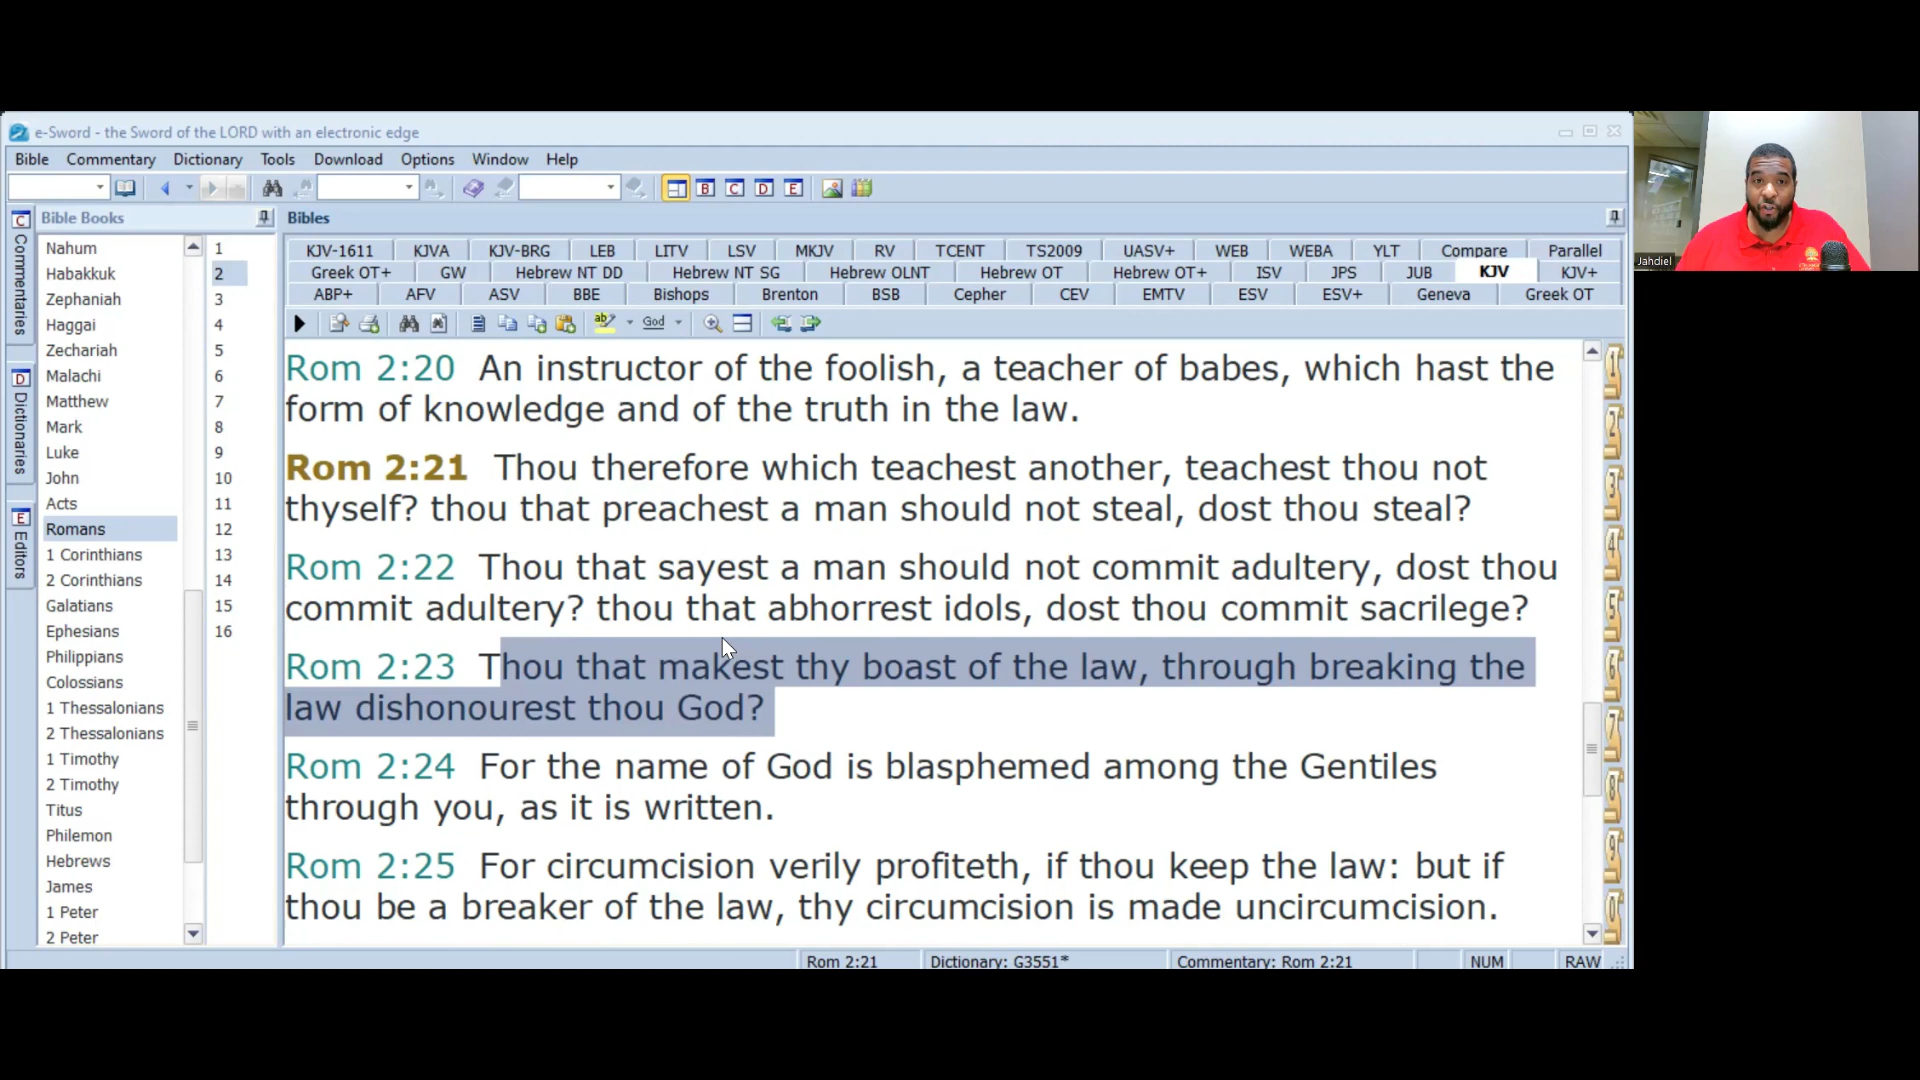 e-Sword - the Sword of the LORD with an electronic edge
Bible Commentary Dictionary Tools Download Options Window Help
B C D E
C Commentaries
D Dictionaries
E Editors
Bible Books
Nahum
Habakkuk
Zephaniah
Haggai
Zechariah
Malachi
Matthew
Mark
Luke
John
Acts
Romans
1 Corinthians
2 Corinthians
Galatians
Ephesians
Philippians
Colossians
1 Thessalonians
2 Thessalonians
1 Timothy
2 Timothy
Titus
Philemon
Hebrews
James
1 Peter
2 Peter
1
2
3
4
5
6
7
8
9
10
11
12
13
14
15
16
Bibles
KJV-1611 KJVA KJV-BRG LEB LITV LSV MKJV RV TCENT TS2009 UASV+ WEB WEBA YLT Compare Parallel
Greek OT+ GW Hebrew NT DD Hebrew NT SG Hebrew OLNT Hebrew OT Hebrew OT+ ISV JPS JUB KJV KJV+
ABP+ AFV ASV BBE Bishops Brenton BSB Cepher CEV EMTV ESV ESV+ Geneva Greek OT
ab God
Rom 2:20 An instructor of the foolish, a teacher of babes, which hast the
form of knowledge and of the truth in the law.
Rom 2:21 Thou therefore which teachest another, teachest thou not
thyself? thou that preachest a man should not steal, dost thou steal?
Rom 2:22 Thou that sayest a man should not commit adultery, dost thou
commit adultery? thou that abhorrest idols, dost thou commit sacrilege?
Rom 2:23 Thou that makest thy boast of the law, through breaking the
law dishonourest thou God?
Rom 2:24 For the name of God is blasphemed among the Gentiles
through you, as it is written.
Rom 2:25 For circumcision verily profiteth, if thou keep the law: but if
thou be a breaker of the law, thy circumcision is made uncircumcision.
1
2
3
4
5
6
7
8
9
0
Rom 2:21 Dictionary: G3551* Commentary: Rom 2:21 NUM RAW
Jahdiel